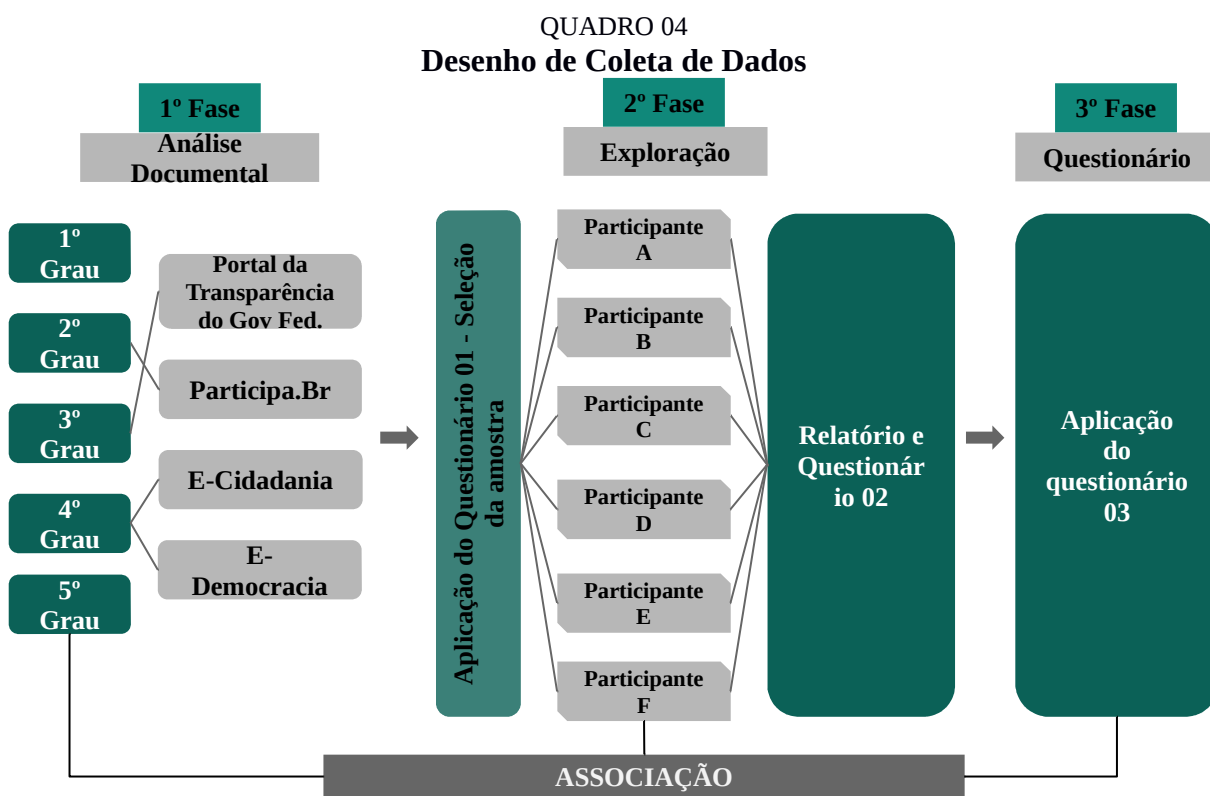 QUADRO 04
Desenho de Coleta de Dados
1º Fase
Análise
Documental
2º Fase
Exploração
3º Fase
Questionário
1º
Grau
2º
Grau
3º
Grau
4º
Grau
5º
Grau
Portal da
Transparência
do Gov Fed.
Participa.Br
E-Cidadania
E-
Democracia
Aplicação do Questionário 01 - Seleção
da amostra
Participante
A
Participante
B
Participante
C
Participante
D
Participante
E
Participante
F
Relatório e
Questionár
io 02
Aplicação
do
questionário
03
ASSOCIAÇÃO